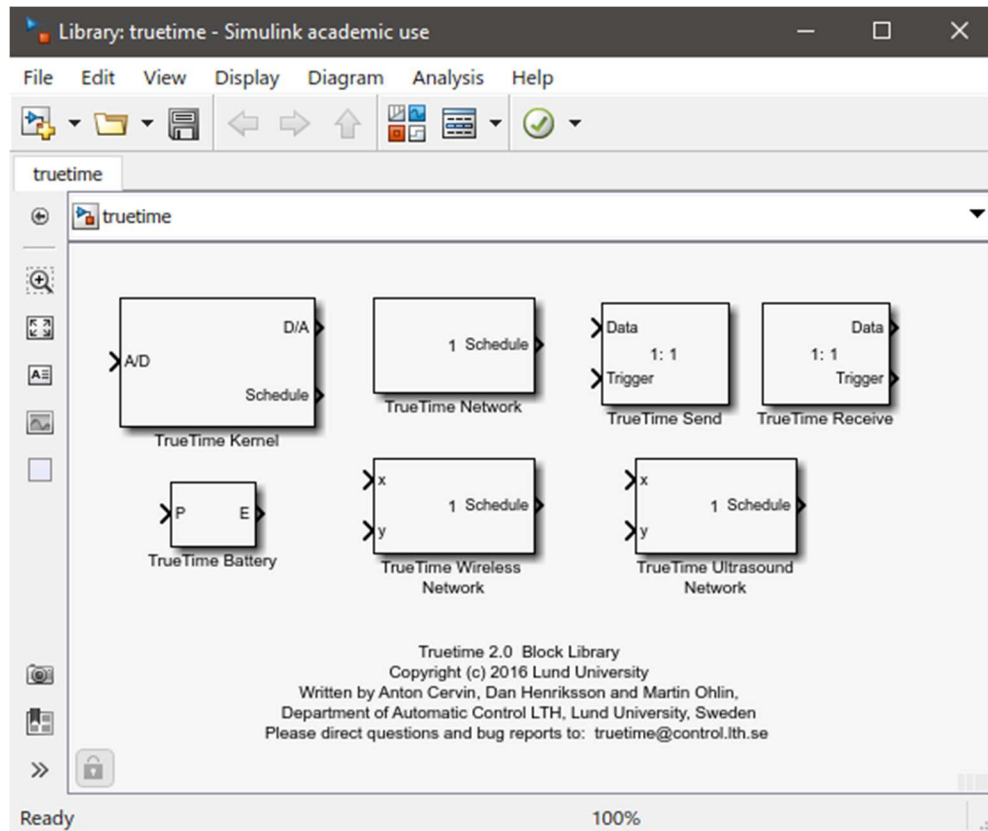 Library: truetime - Simulink academic use
File Edit View Display Diagram Analysis Help
truetime
truetime
A/D
D/A
Schedule
TrueTime Kernel
1 Schedule
TrueTime Network
Data
1: 1
Trigger
TrueTime Send
Data
1: 1
Trigger
TrueTime Receive
P E
TrueTime Battery
x
1 Schedule
y
TrueTime Wireless
Network
x
1 Schedule
y
TrueTime Ultrasound
Network
Truetime 2.0 Block Library
Copyright (c) 2016 Lund University
Written by Anton Cervin, Dan Henriksson and Martin Ohlin,
Department of Automatic Control LTH, Lund University, Sweden
Please direct questions and bug reports to: truetime@control.lth.se
Ready 100%